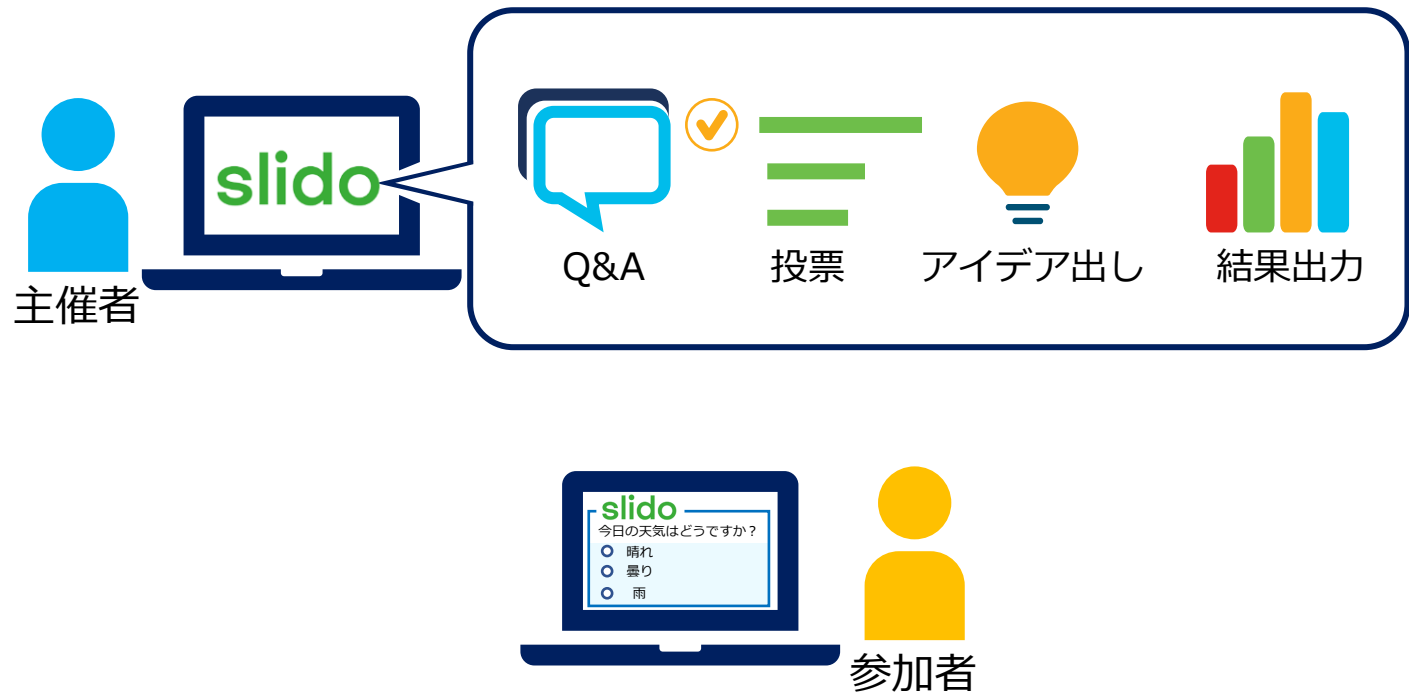 slido
Q&A
投票
アイデア出し
結果出力
主催者
slido
今日の天気はどうですか？
晴れ
曇り
雨
参加者